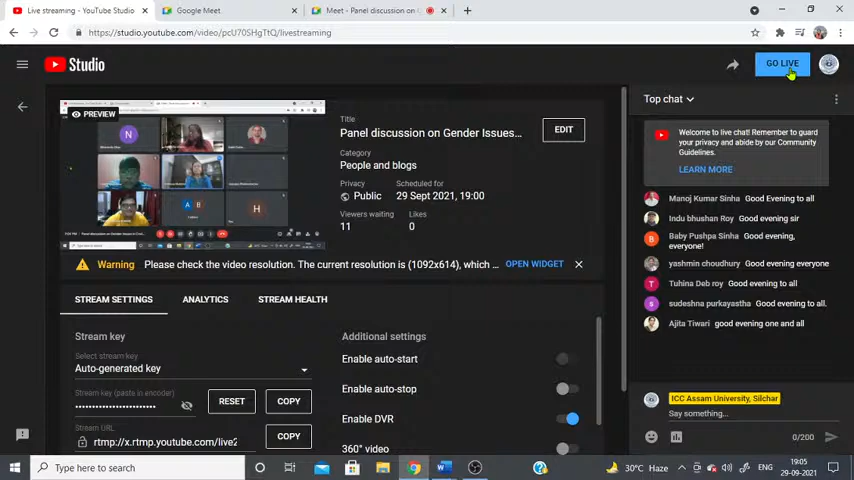 Live streaming - YouTube Studio
Google Meet
Meet - Panel discussion on
https://studio.youtube.com/video/pcU70SHgTtQ/livestreaming
Studio
GO LIVE
PREVIEW
Title
Panel discussion on Gender Issues...
EDIT
Category
People and blogs
Privacy
Public
Scheduled for
29 Sept 2021, 19:00
Viewers waiting
11
Likes
0
Warning
Please check the video resolution. The current resolution is (1092x614), which ...
OPEN WIDGET
STREAM SETTINGS
ANALYTICS
STREAM HEALTH
Stream key
Select stream key
Auto-generated key
Stream key (paste in encoder)
RESET
COPY
Stream URL
rtmp://x.rtmp.youtube.com/live2
COPY
Additional settings
Enable auto-start
Enable auto-stop
Enable DVR
360° video
Top chat
Welcome to live chat! Remember to guard
your privacy and abide by our Community
Guidelines.
LEARN MORE
Manoj Kumar Sinha Good Evening to all
Indu bhushan Roy Good evening sir
Baby Pushpa Sinha Good evening,
everyone!
yashmin choudhury Good evening everyone
Tuhina Deb roy Good evening to all
sudeshna purkayastha Good evening to all.
Ajita Tiwari good evening one and all
ICC Assam University, Silchar
Say something...
0/200
Type here to search
30°C Haze
ENG
19:05
29-09-2021